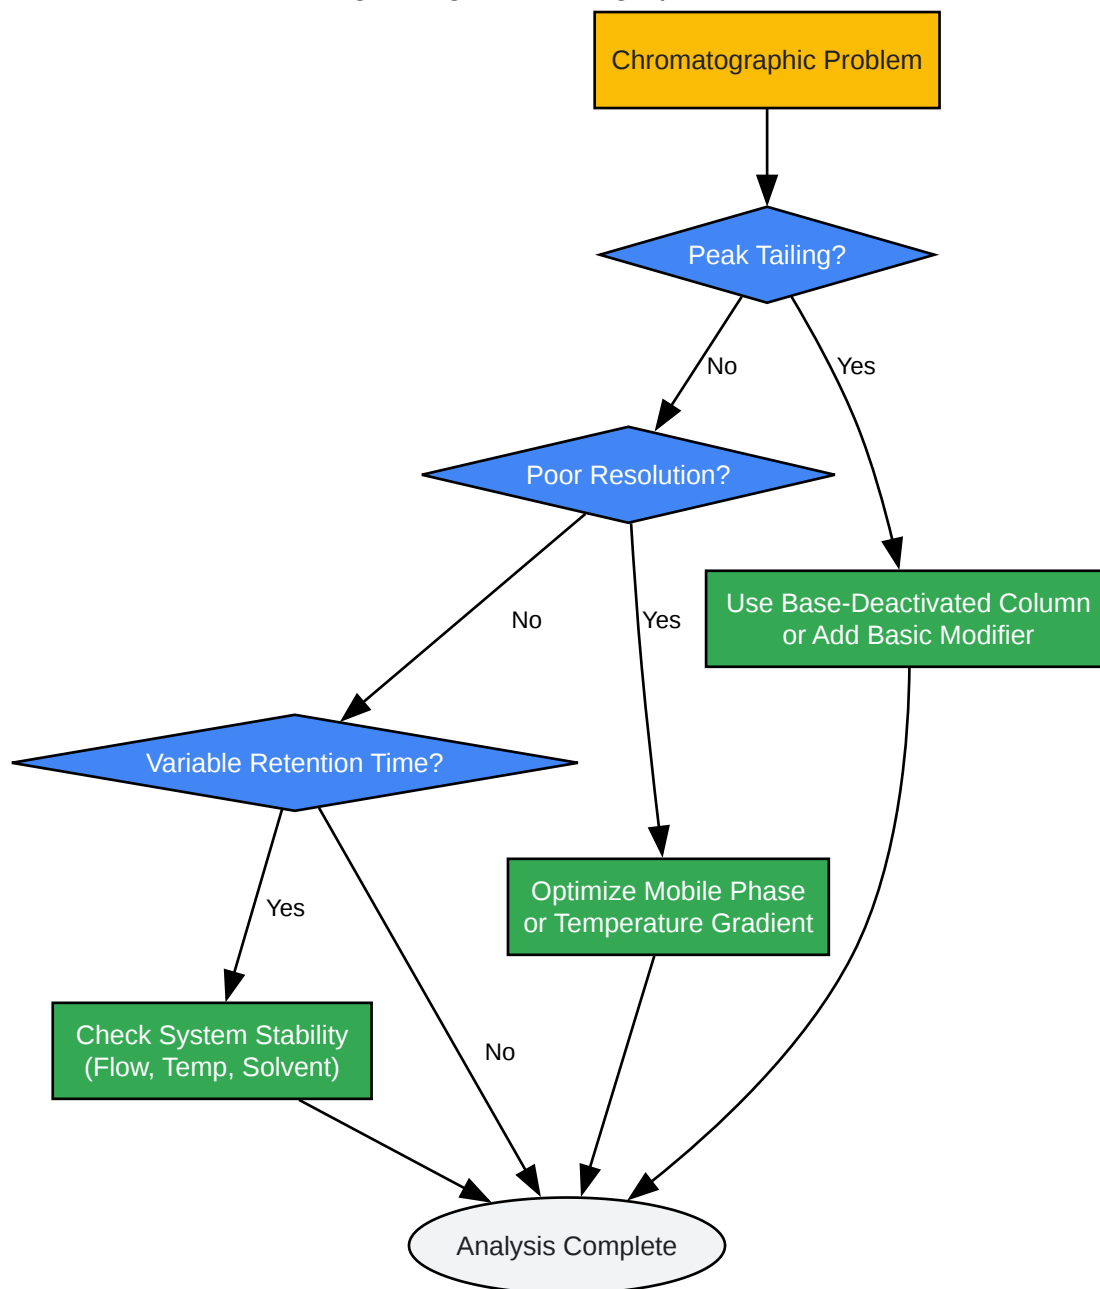 Chromatographic Problem
Peak Tailing?
No
Yes
Poor Resolution?
Use Base-Deactivated Column
or Add Basic Modifier
No
Yes
Variable Retention Time?
Optimize Mobile Phase
or Temperature Gradient
Yes
Check System Stability
(Flow, Temp, Solvent)
No
Analysis Complete